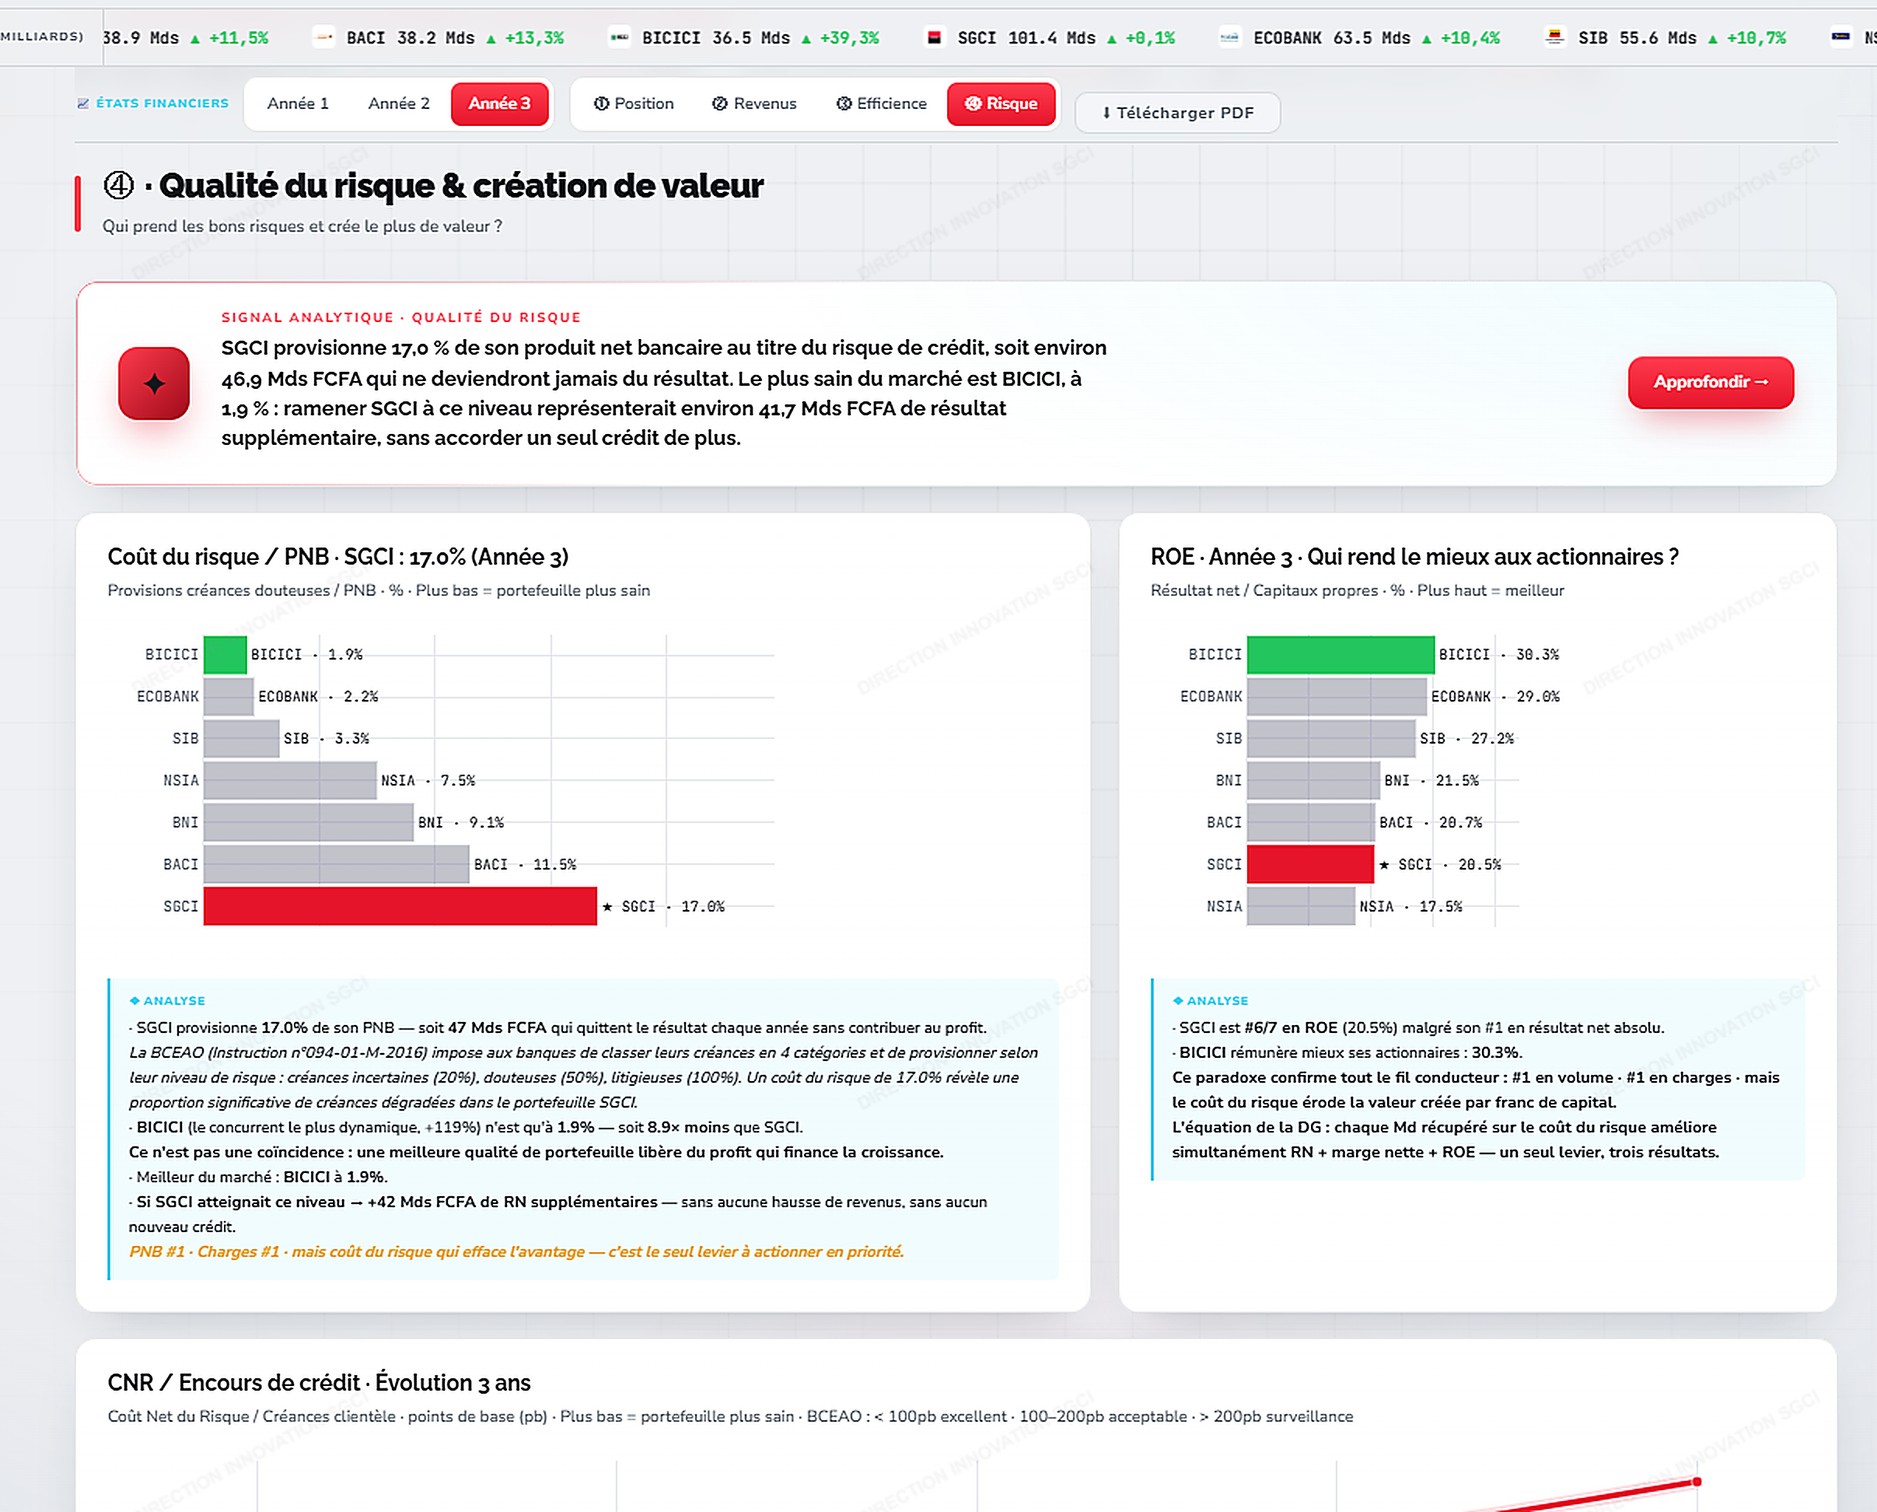 MILLIARDS)
38.9 Mds ▲ +11,5%
BACI 38.2 Mds ▲ +13,3%
BICICI 36.5 Mds ▲ +39,3%
SGCI 101.4 Mds ▲ +0,1%
ECOBANK 63.5 Mds ▲ +10,4%
SIB 55.6 Mds ▲ +10,7%
ÉTATS FINANCIERS
Année 1
Année 2
Année 3
① Position
② Revenus
③ Efficience
④ Risque
⬇ Télécharger PDF
④ · Qualité du risque & création de valeur
Qui prend les bons risques et crée le plus de valeur ?
SIGNAL ANALYTIQUE · QUALITÉ DU RISQUE
SGCI provisionne 17,0 % de son produit net bancaire au titre du risque de crédit, soit environ
46,9 Mds FCFA qui ne deviendront jamais du résultat. Le plus sain du marché est BICICI, à
1,9 % : ramener SGCI à ce niveau représenterait environ 41,7 Mds FCFA de résultat
supplémentaire, sans accorder un seul crédit de plus.
Approfondir →
Coût du risque / PNB · SGCI : 17.0% (Année 3)
Provisions créances douteuses / PNB · % · Plus bas = portefeuille plus sain
BICICI
BICICI · 1.9%
ECOBANK
ECOBANK · 2.2%
SIB
SIB · 3.3%
NSIA
NSIA · 7.5%
BNI
BNI · 9.1%
BACI
BACI · 11.5%
SGCI
★ SGCI · 17.0%
❖ ANALYSE
· SGCI provisionne 17.0% de son PNB — soit 47 Mds FCFA qui quittent le résultat chaque année sans contribuer au profit.
La BCEAO (Instruction n°094-01-M-2016) impose aux banques de classer leurs créances en 4 catégories et de provisionner selon
leur niveau de risque : créances incertaines (20%), douteuses (50%), litigieuses (100%). Un coût du risque de 17.0% révèle une
proportion significative de créances dégradées dans le portefeuille SGCI.
· BICICI (le concurrent le plus dynamique, +119%) n'est qu'à 1.9% — soit 8.9× moins que SGCI.
Ce n'est pas une coïncidence : une meilleure qualité de portefeuille libère du profit qui finance la croissance.
· Meilleur du marché : BICICI à 1.9%.
· Si SGCI atteignait ce niveau → +42 Mds FCFA de RN supplémentaires — sans aucune hausse de revenus, sans aucun
nouveau crédit.
PNB #1 · Charges #1 · mais coût du risque qui efface l'avantage — c'est le seul levier à actionner en priorité.
ROE · Année 3 · Qui rend le mieux aux actionnaires ?
Résultat net / Capitaux propres · % · Plus haut = meilleur
BICICI
BICICI · 30.3%
ECOBANK
ECOBANK · 29.0%
SIB
SIB · 27.2%
BNI
BNI · 21.5%
BACI
BACI · 20.7%
SGCI
★ SGCI · 20.5%
NSIA
NSIA · 17.5%
❖ ANALYSE
· SGCI est #6/7 en ROE (20.5%) malgré son #1 en résultat net absolu.
· BICICI rémunère mieux ses actionnaires : 30.3%.
Ce paradoxe confirme tout le fil conducteur : #1 en volume · #1 en charges · mais
le coût du risque érode la valeur créée par franc de capital.
L'équation de la DG : chaque Md récupéré sur le coût du risque améliore
simultanément RN + marge nette + ROE — un seul levier, trois résultats.
CNR / Encours de crédit · Évolution 3 ans
Coût Net du Risque / Créances clientèle · points de base (pb) · Plus bas = portefeuille plus sain · BCEAO : < 100pb excellent · 100–200pb acceptable · > 200pb surveillance
DIRECTION INNOVATION SGCI